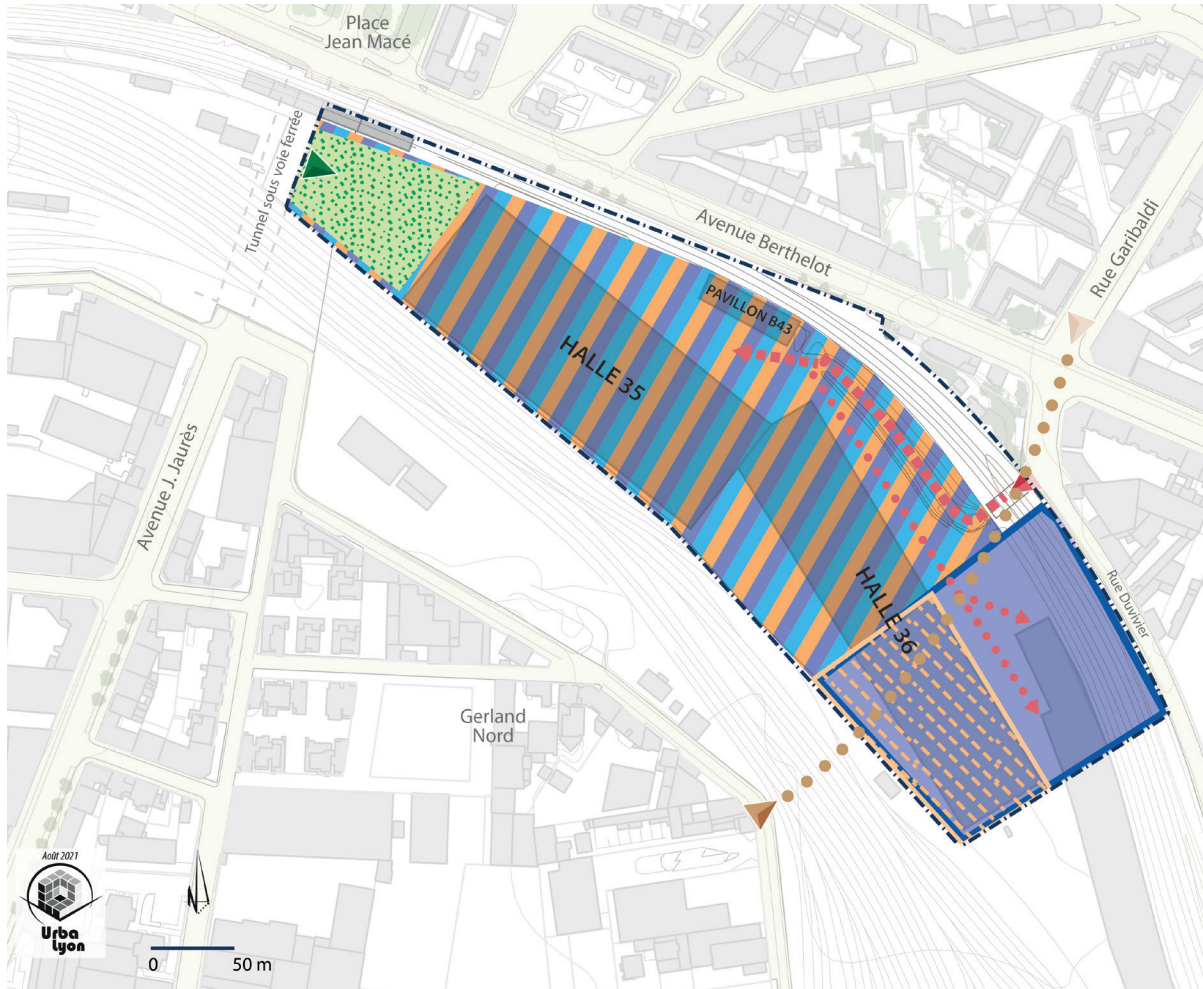 Place
Jean Macé
Tunnel sous voie ferrée
Avenue Berthelot
Rue Garibaldi
PAVILLON B43
HALLE 35
Avenue J. Jaurès
HALLE 36
Rue Duvivier
Gerland
Nord
Août 2021
Urba
Lyon
N
0 50 m